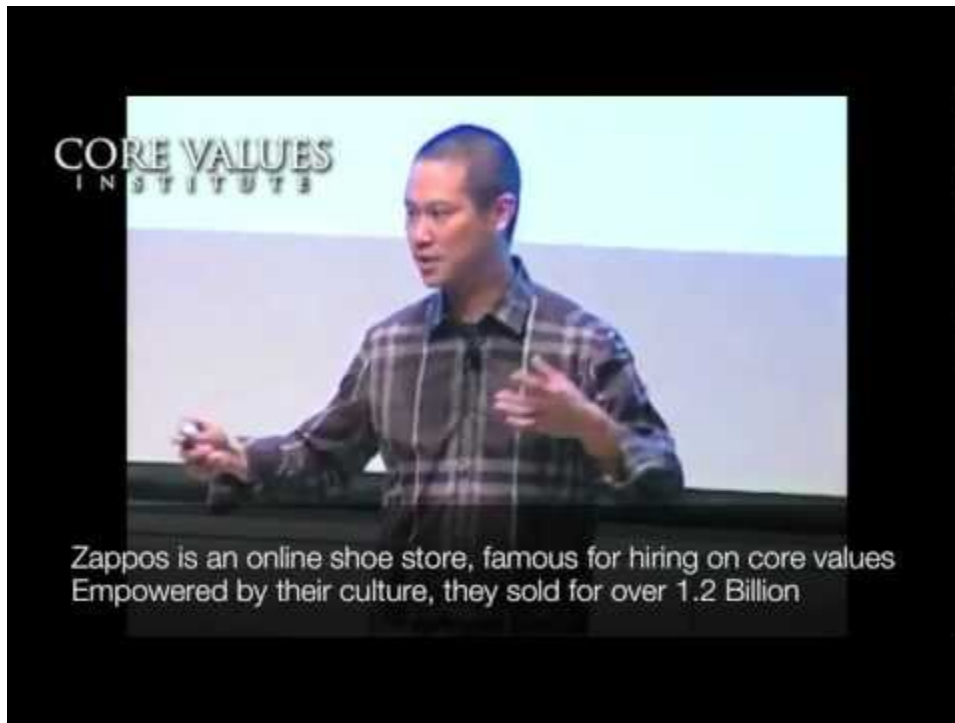 CORE VALUES
INSTITUTE
Zappos is an online shoe store, famous for hiring on core values
Empowered by their culture, they sold for over 1.2 Billion